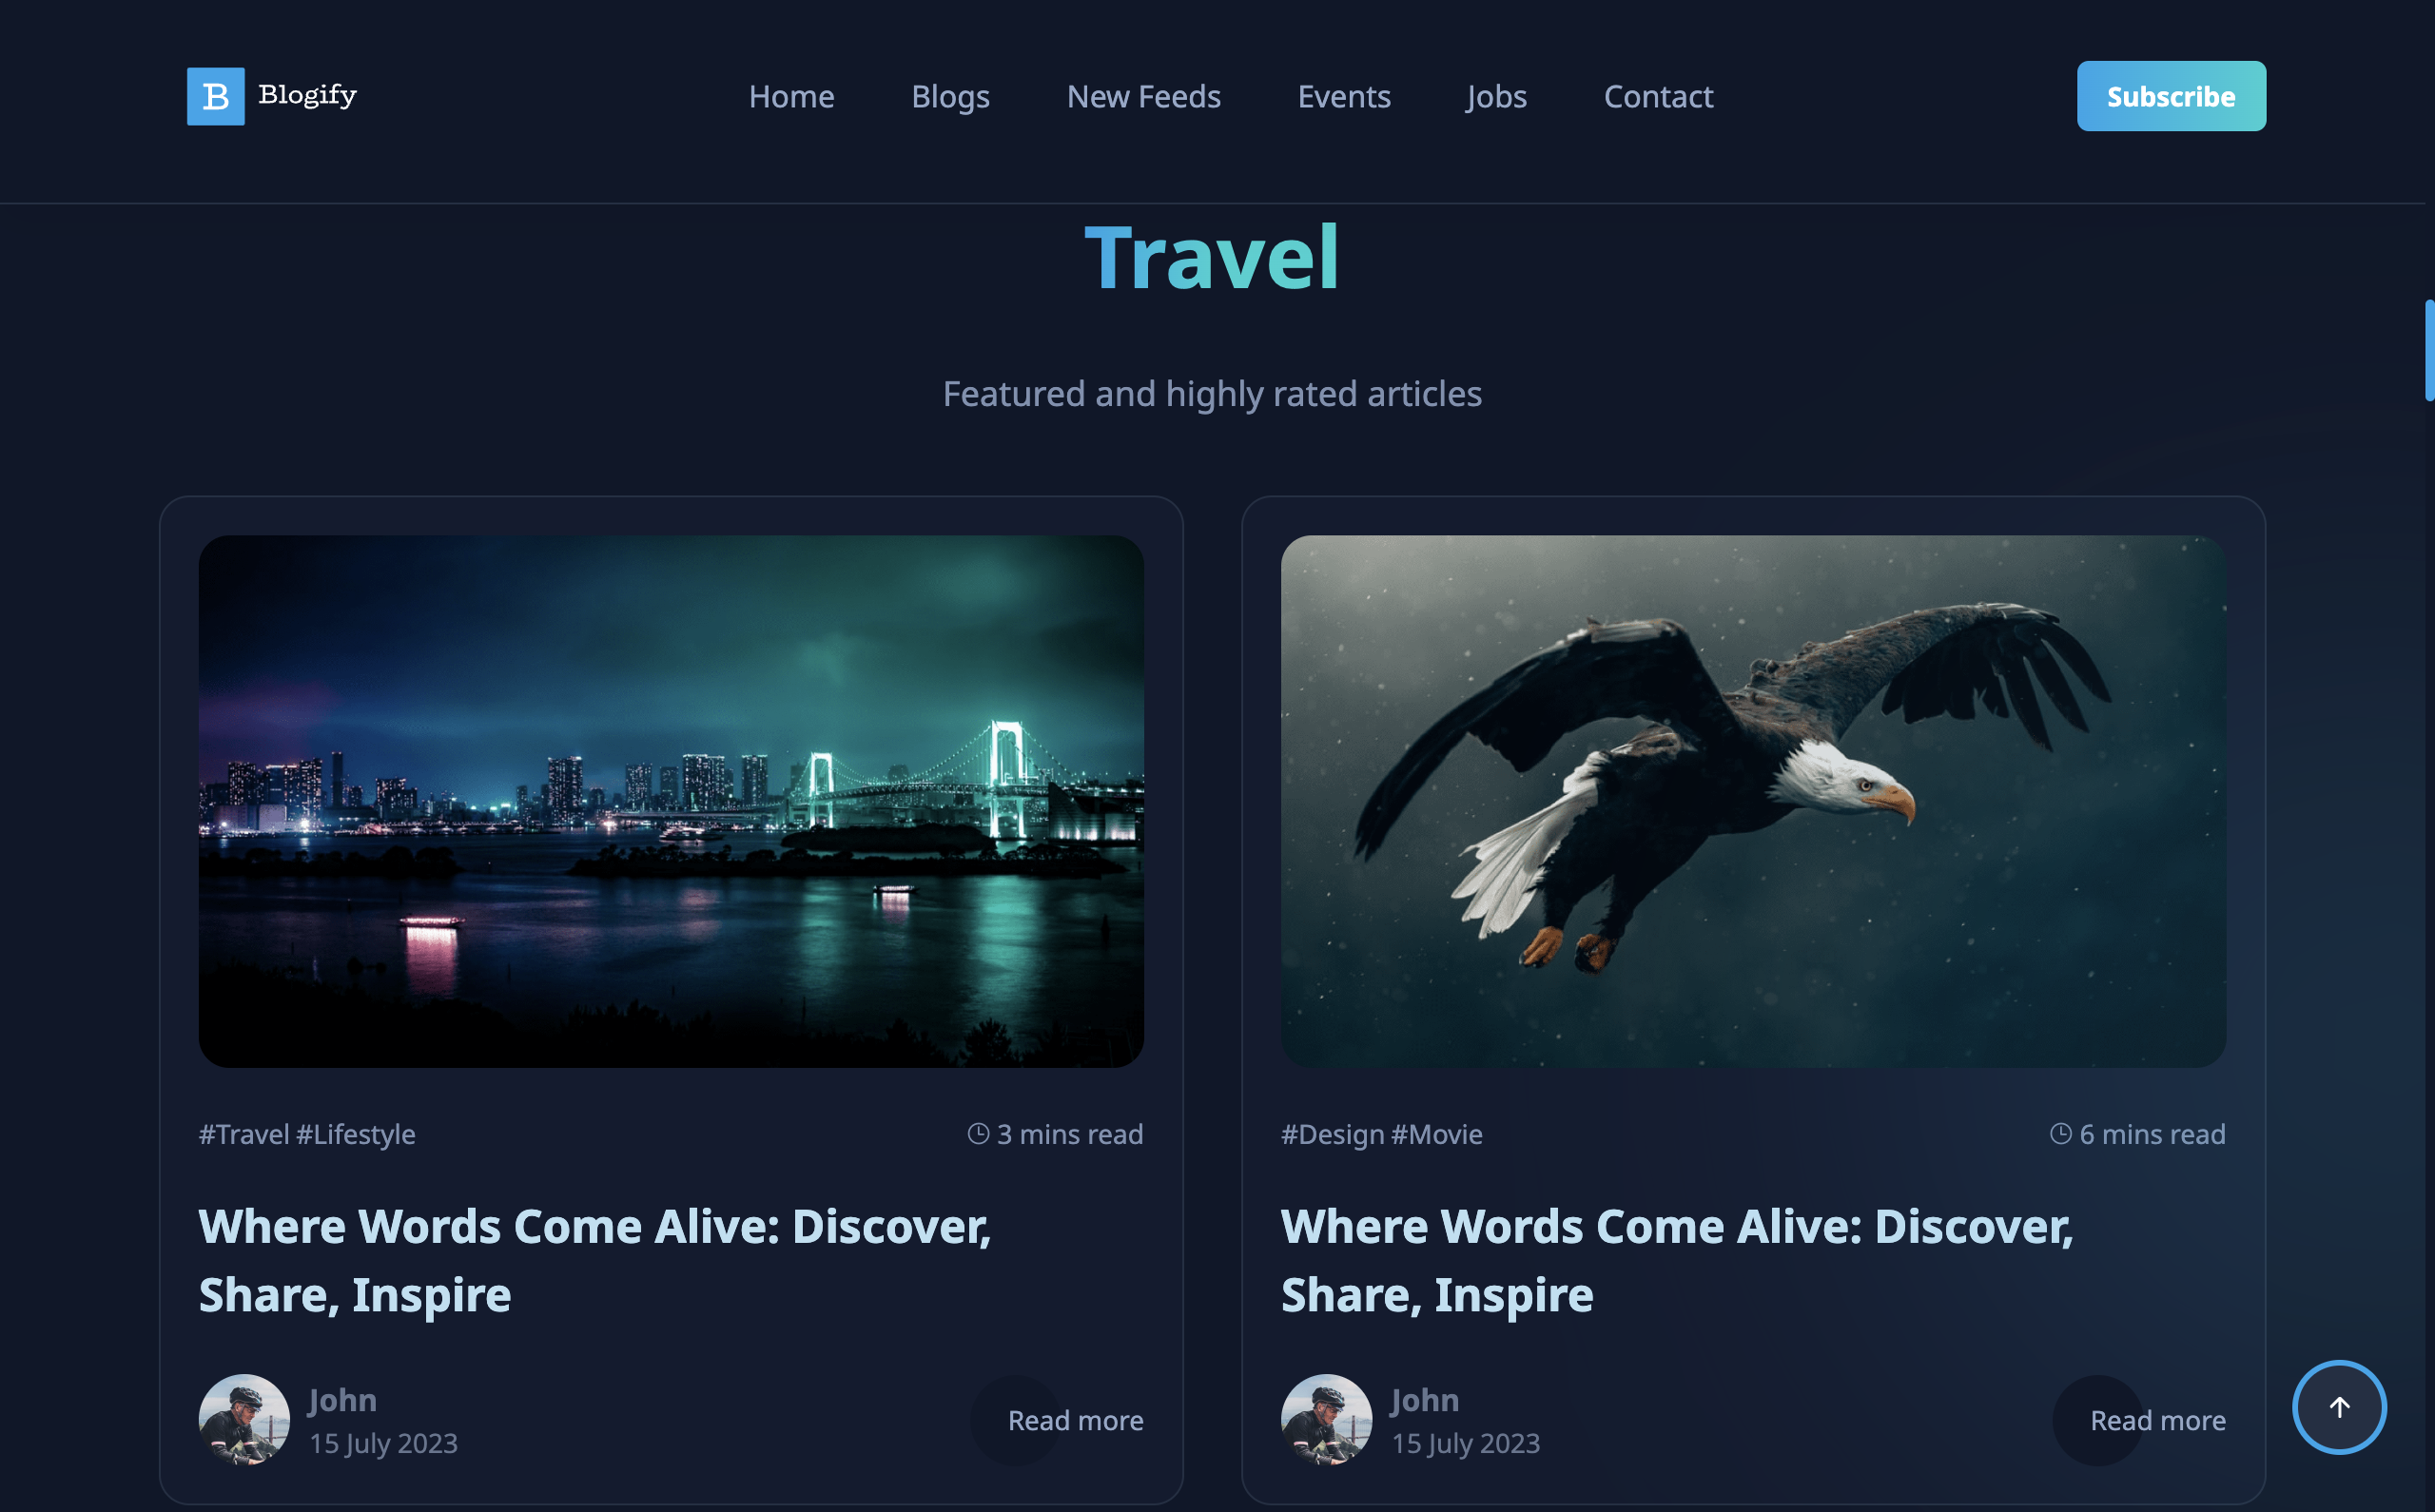 B Blogify
Home Blogs New Feeds Events Jobs Contact
Subscribe
Travel
Featured and highly rated articles
#Travel #Lifestyle
3 mins read
Where Words Come Alive: Discover,
Share, Inspire
John
15 July 2023
Read more
#Design #Movie
6 mins read
Where Words Come Alive: Discover,
Share, Inspire
John
15 July 2023
Read more